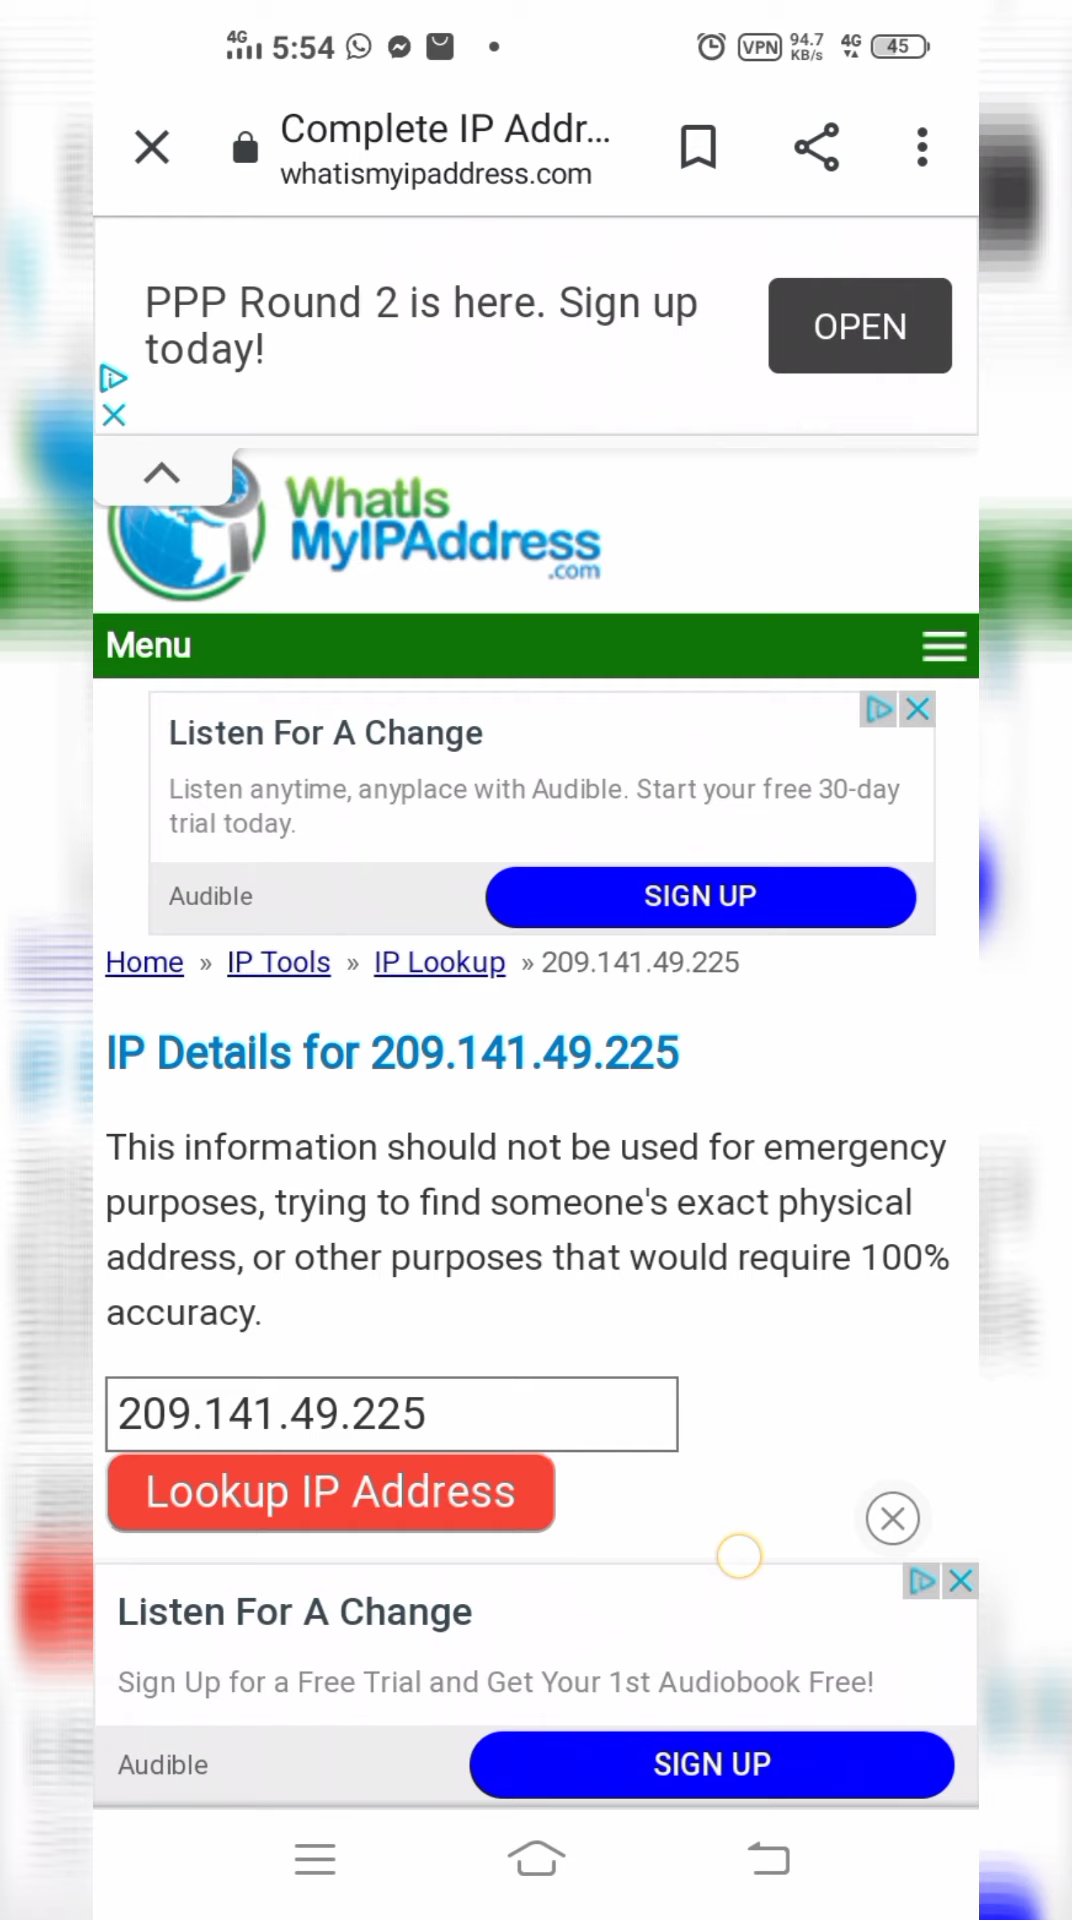 4G 5:54 VPN 94.7 KB/s 4G 45
Complete IP Addr...
whatismyipaddress.com
PPP Round 2 is here. Sign up
today!
OPEN
WhatIs
MyIPAddress
.com
Menu
Listen For A Change
Listen anytime, anyplace with Audible. Start your free 30-day
trial today.
Audible
SIGN UP
Home » IP Tools » IP Lookup » 209.141.49.225
IP Details for 209.141.49.225
This information should not be used for emergency
purposes, trying to find someone's exact physical
address, or other purposes that would require 100%
accuracy.
209.141.49.225
Lookup IP Address
Listen For A Change
Sign Up for a Free Trial and Get Your 1st Audiobook Free!
Audible
SIGN UP